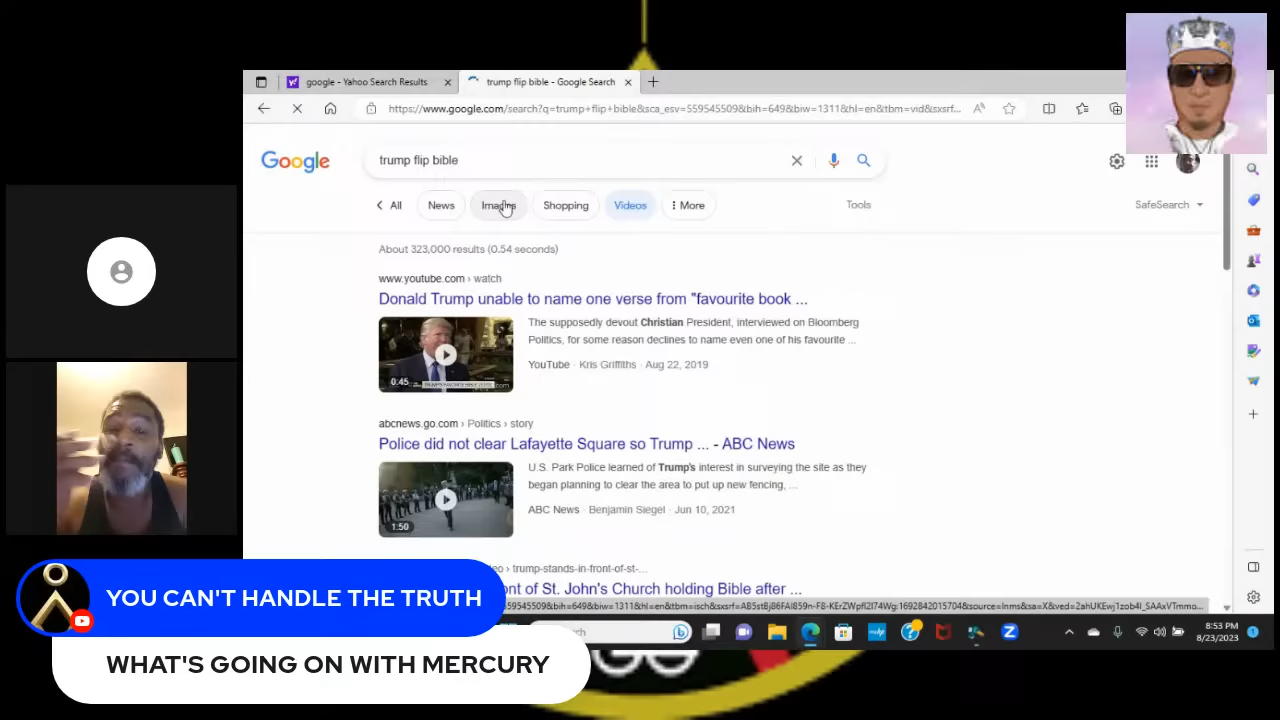 google - Yahoo Search Results
trump flip bible - Google Search
https://www.google.com/search?q=trump+flip+bible&sca_esv=559545509&bih=649&biw=1311&hl=en&tbm=vid&sxsrf...
Google
trump flip bible
All
News
Images
Shopping
Videos
More
Tools
SafeSearch
About 323,000 results (0.54 seconds)
www.youtube.com › watch
Donald Trump unable to name one verse from "favourite book ...
The supposedly devout Christian President, interviewed on Bloomberg
Politics, for some reason declines to name even one of his favourite ...
YouTube · Kris Griffiths · Aug 22, 2019
0:45
abcnews.go.com › Politics › story
Police did not clear Lafayette Square so Trump ... - ABC News
U.S. Park Police learned of Trump's interest in surveying the site as they
began planning to clear the area to put up new fencing, ...
ABC News · Benjamin Siegel · Jun 10, 2021
1:50
eo › trump-stands-in-front-of-st-...
ont of St. John's Church holding Bible after ...
8:53 PM
8/23/2023
YOU CAN'T HANDLE THE TRUTH
WHAT'S GOING ON WITH MERCURY